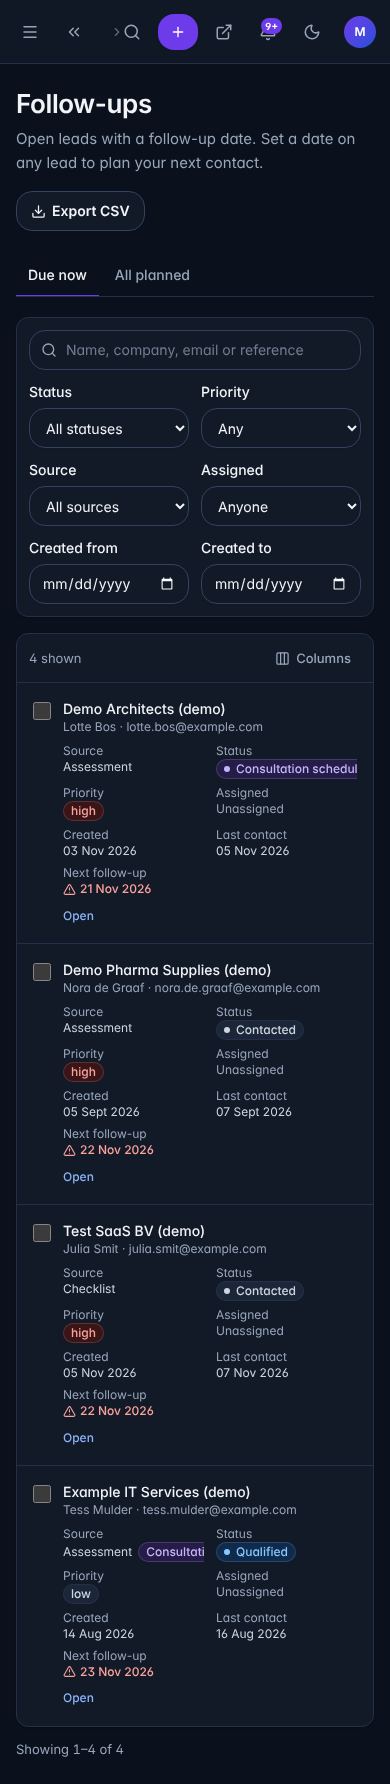 9+
M
Follow-ups
Open leads with a follow-up date. Set a date on
any lead to plan your next contact.
Export CSV
Due now All planned
Name, company, email or reference
Status Priority
All statuses Any
Source Assigned
All sources Anyone
Created from Created to
mm/dd/yyyy mm/dd/yyyy
4 shown Columns
Demo Architects (demo)
Lotte Bos · lotte.bos@example.com
Source Status
Assessment Consultation schedul
Priority Assigned
high Unassigned
Created Last contact
03 Nov 2026 05 Nov 2026
Next follow-up
21 Nov 2026
Open
Demo Pharma Supplies (demo)
Nora de Graaf · nora.de.graaf@example.com
Source Status
Assessment Contacted
Priority Assigned
high Unassigned
Created Last contact
05 Sept 2026 07 Sept 2026
Next follow-up
22 Nov 2026
Open
Test SaaS BV (demo)
Julia Smit · julia.smit@example.com
Source Status
Checklist Contacted
Priority Assigned
high Unassigned
Created Last contact
05 Nov 2026 07 Nov 2026
Next follow-up
22 Nov 2026
Open
Example IT Services (demo)
Tess Mulder · tess.mulder@example.com
Source Status
Assessment Consultati Qualified
Priority Assigned
low Unassigned
Created Last contact
14 Aug 2026 16 Aug 2026
Next follow-up
23 Nov 2026
Open
Showing 1–4 of 4